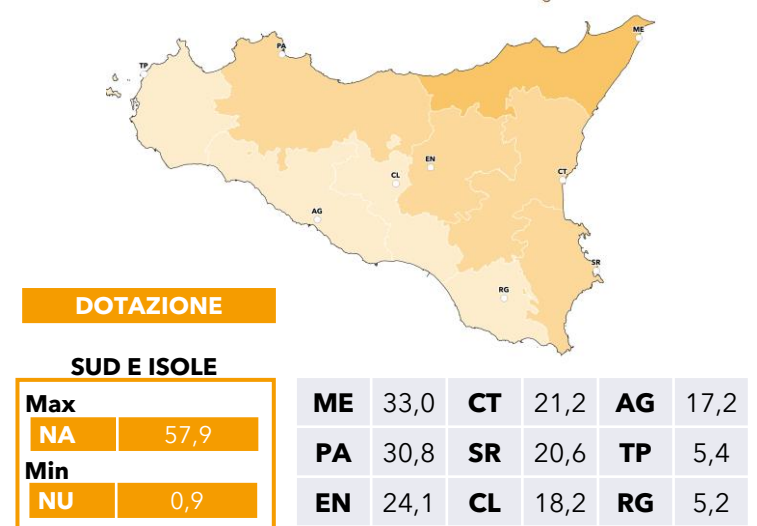 ME
PA
TP
EN
CL
CT
AG
SR
RG
DOTAZIONE
SUD E ISOLE
Max
NA 57,9
Min
NU 0,9
ME 33,0 CT 21,2 AG 17,2
PA 30,8 SR 20,6 TP 5,4
EN 24,1 CL 18,2 RG 5,2